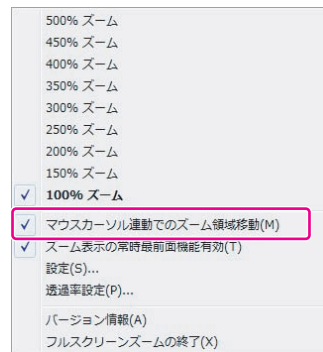 500% ズーム
450% ズーム
400% ズーム
350% ズーム
300% ズーム
250% ズーム
200% ズーム
150% ズーム
100% ズーム
マウスカーソル連動でのズーム領域移動(M)
ズーム表示の常時最前面機能有効(T)
設定(S)...
透過率設定(P)...
バージョン情報(A)
フルスクリーンズームの終了(X)